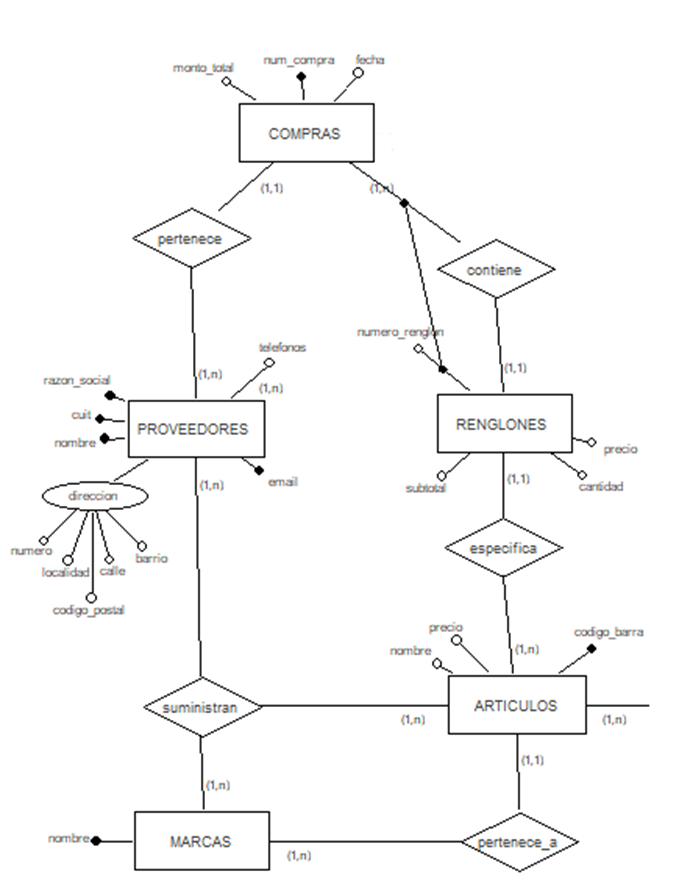 monto_total
num_compra
fecha
COMPRAS
(1,1)
(1,n)
pertenece
contiene
numero_renglon
telefonos
(1,n)
(1,n)
(1,1)
razon_social
cuit
nombre
PROVEEDORES
RENGLONES
precio
email
subtotal
cantidad
(1,n)
(1,1)
direccion
numero
localidad
calle
barrio
codigo_postal
especifica
precio
nombre
codigo_barra
(1,n)
suministran
ARTICULOS
(1,n)
(1,n)
(1,1)
(1,n)
nombre
MARCAS
pertenece_a
(1,n)